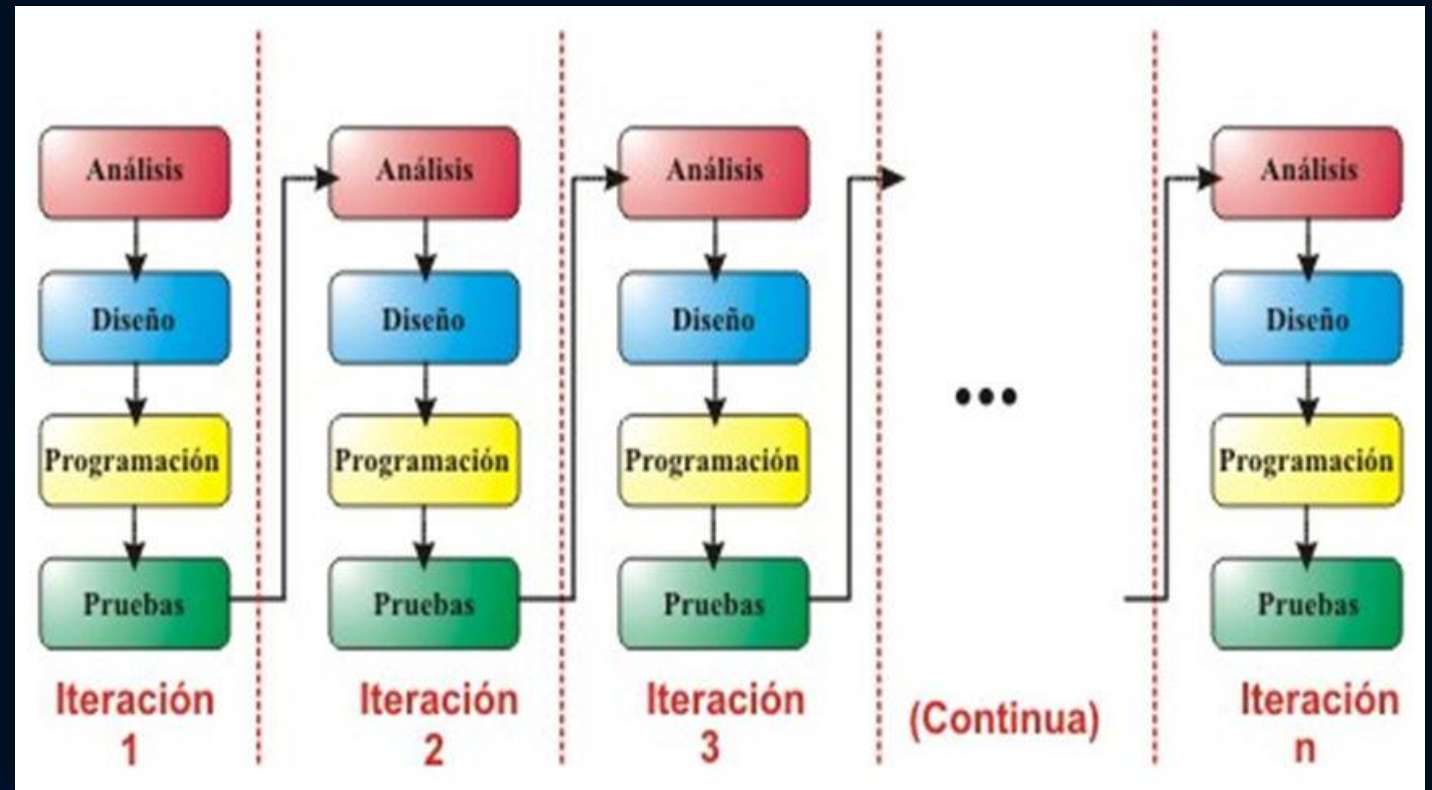 Análisis
Diseño
Programación
Pruebas
Iteración
1
Análisis
Diseño
Programación
Pruebas
Iteración
2
Análisis
Diseño
Programación
Pruebas
Iteración
3
•••
(Continua)
Análisis
Diseño
Programación
Pruebas
Iteración
n